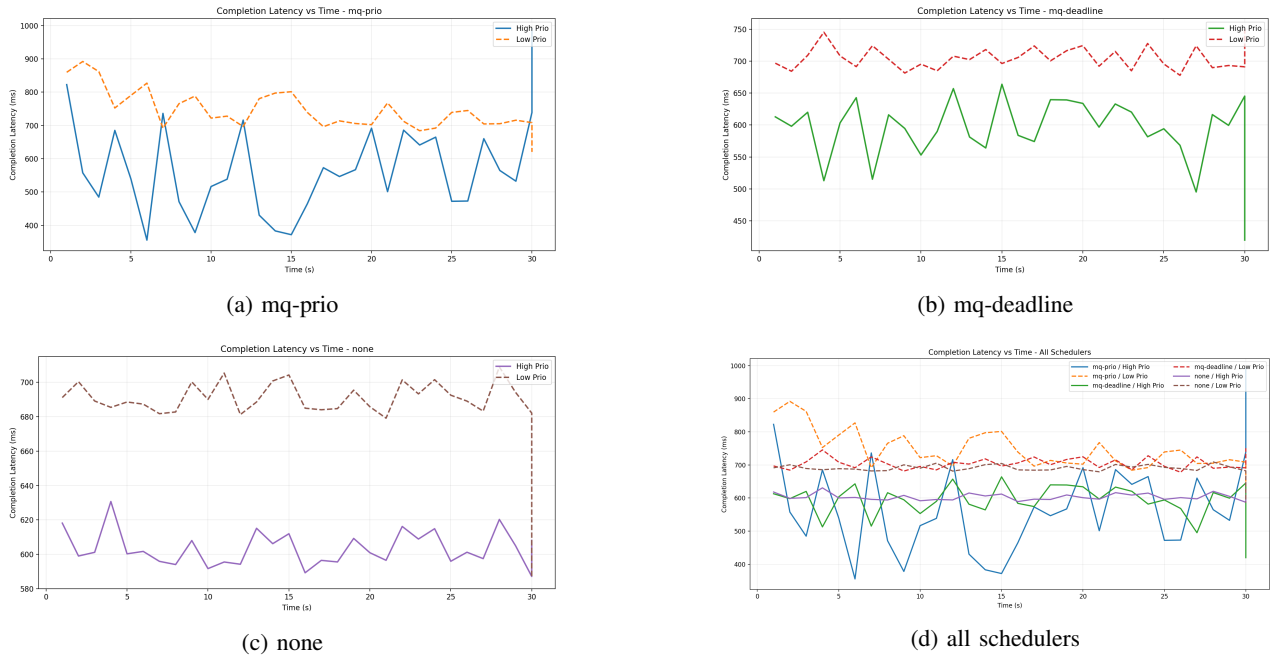 Completion Latency vs Time - mq-prio
High Prio
Low Prio
Completion Latency (ms)
1000
900
800
700
600
500
400
0 5 10 15 20 25 30
Time (s)
(a) mq-prio
Completion Latency vs Time - mq-deadline
High Prio
Low Prio
Completion Latency (ms)
750
700
650
600
550
500
450
0 5 10 15 20 25 30
Time (s)
(b) mq-deadline
Completion Latency vs Time - none
High Prio
Low Prio
Completion Latency (ms)
700
680
660
640
620
600
580
0 5 10 15 20 25 30
Time (s)
(c) none
Completion Latency vs Time - All Schedulers
mq-prio / High Prio mq-deadline / Low Prio
mq-prio / Low Prio none / High Prio
mq-deadline / High Prio none / Low Prio
Completion Latency (ms)
1000
900
800
700
600
500
400
0 5 10 15 20 25 30
Time (s)
(d) all schedulers